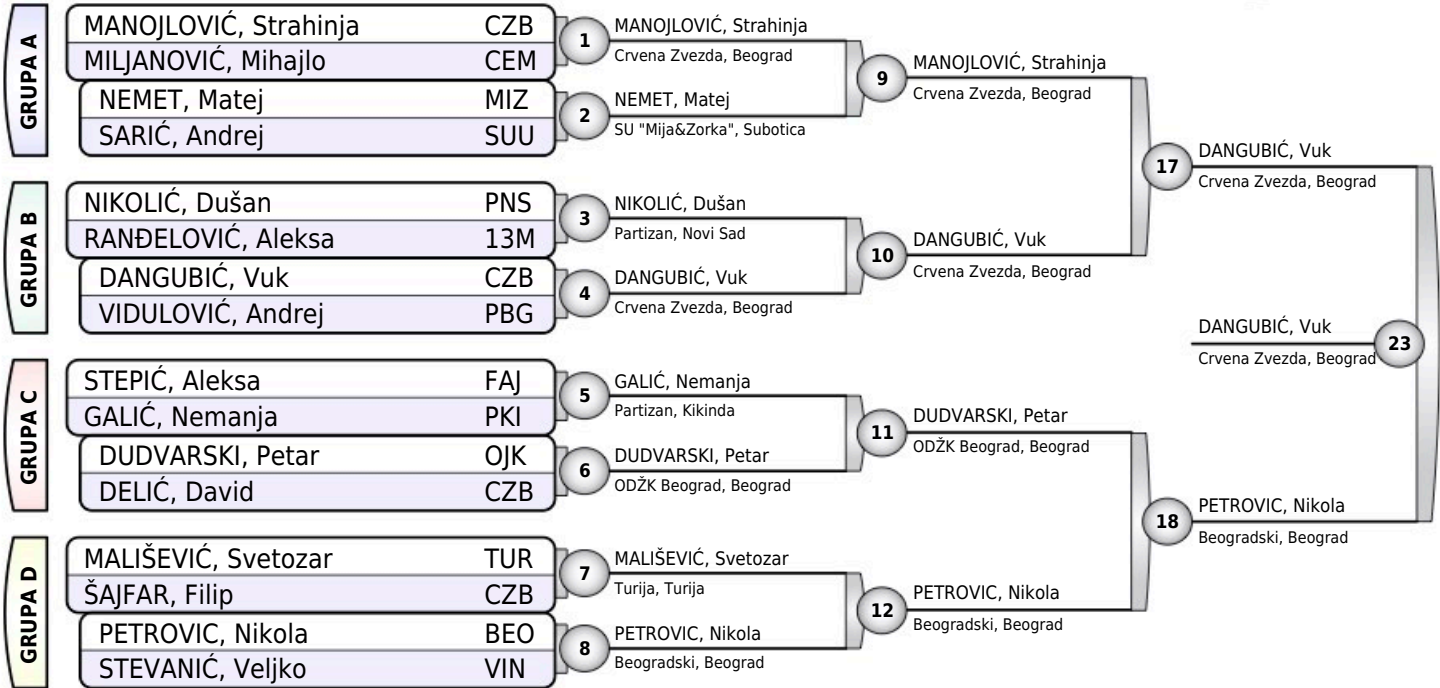 GRUPA A
MANOJLOVIĆ, Strahinja CZB
MILJANOVIĆ, Mihajlo CEM
NEMET, Matej MIZ
SARIĆ, Andrej SUU
GRUPA B
NIKOLIĆ, Dušan PNS
RANĐELOVIĆ, Aleksa 13M
DANGUBIĆ, Vuk CZB
VIDULOVIĆ, Andrej PBG
GRUPA C
STEPIĆ, Aleksa FAJ
GALIĆ, Nemanja PKI
DUDVARSKI, Petar OJK
DELIĆ, David CZB
GRUPA D
MALIŠEVIĆ, Svetozar TUR
ŠAJFAR, Filip CZB
PETROVIC, Nikola BEO
STEVANIĆ, Veljko VIN
1
MANOJLOVIĆ, Strahinja
Crvena Zvezda, Beograd
2
NEMET, Matej
SU "Mija&Zorka", Subotica
3
NIKOLIĆ, Dušan
Partizan, Novi Sad
4
DANGUBIĆ, Vuk
Crvena Zvezda, Beograd
5
GALIĆ, Nemanja
Partizan, Kikinda
6
DUDVARSKI, Petar
ODŽK Beograd, Beograd
7
MALIŠEVIĆ, Svetozar
Turija, Turija
8
PETROVIC, Nikola
Beogradski, Beograd
9
MANOJLOVIĆ, Strahinja
Crvena Zvezda, Beograd
10
DANGUBIĆ, Vuk
Crvena Zvezda, Beograd
11
DUDVARSKI, Petar
ODŽK Beograd, Beograd
12
PETROVIC, Nikola
Beogradski, Beograd
17
DANGUBIĆ, Vuk
Crvena Zvezda, Beograd
18
PETROVIC, Nikola
Beogradski, Beograd
DANGUBIĆ, Vuk
Crvena Zvezda, Beograd
23